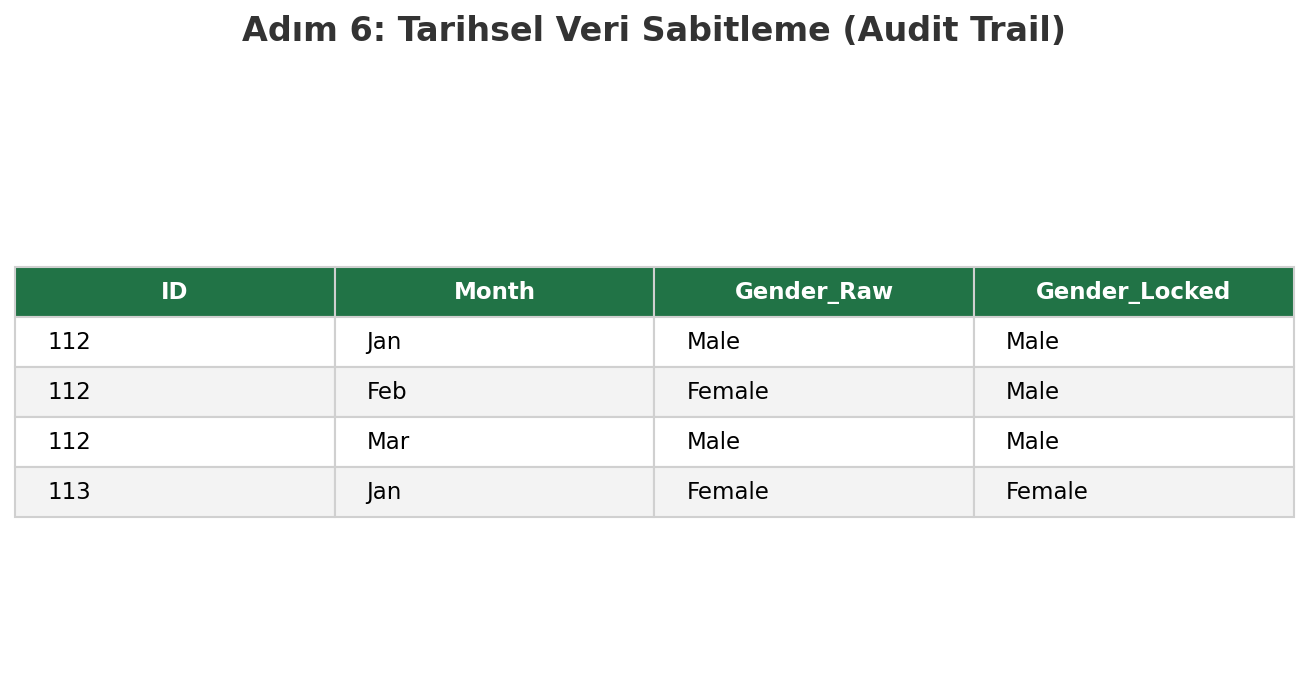 Adım 6: Tarihsel Veri Sabitleme (Audit Trail)
ID Month Gender_Raw Gender_Locked
112 Jan Male Male
112 Feb Female Male
112 Mar Male Male
113 Jan Female Female